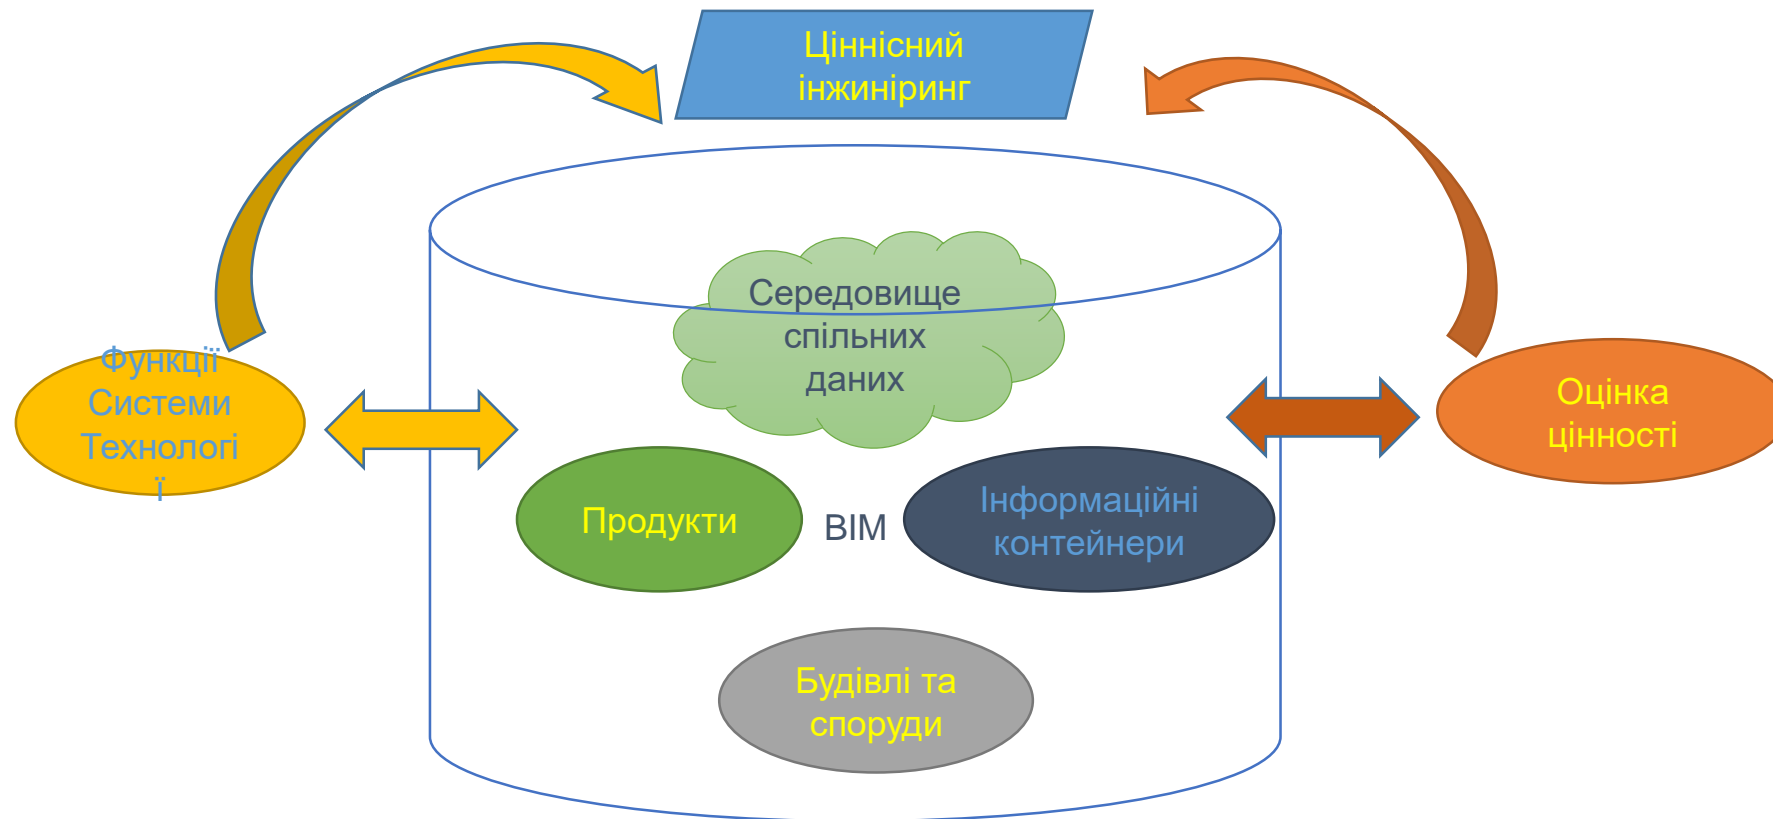 Ціннісний
інжиніринг
Середовище
спільних
даних
Функції
Системи
Технологі
ї
Оцінка
цінності
Продукти
BIM
Інформаційні
контейнери
Будівлі та
споруди